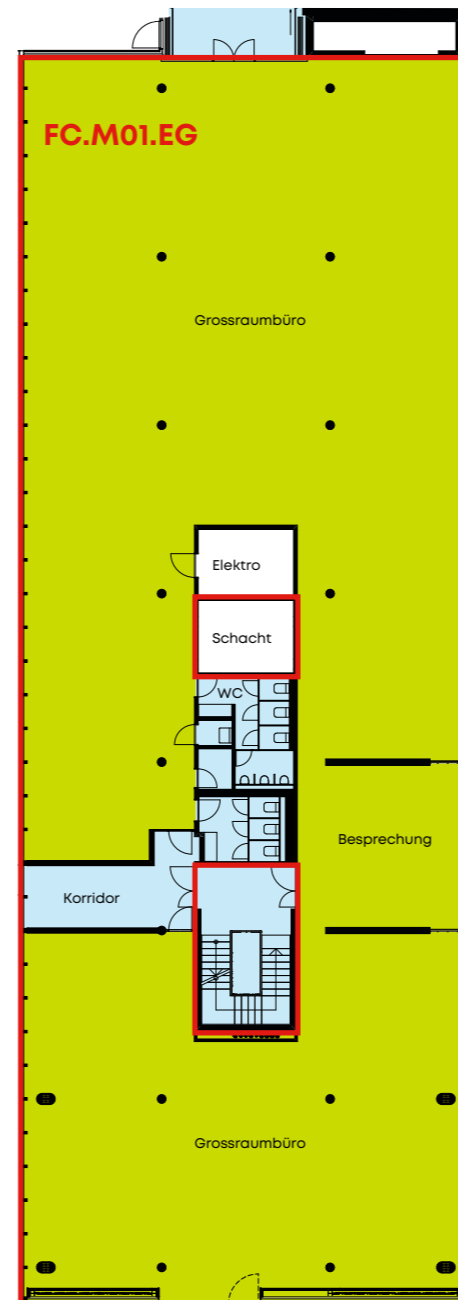 FC.M01.EG
Grossraumbüro
Elektro
Schacht
WC
Besprechung
Korridor
Grossraumbüro